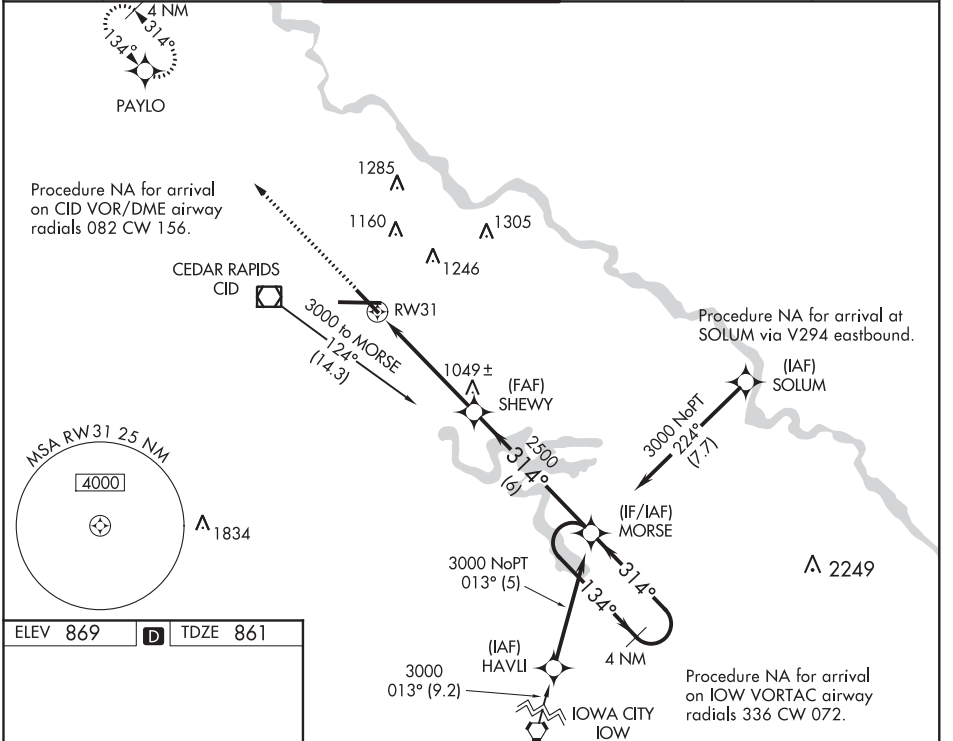 4 NM
314°
134°
PAYLO
Procedure NA for arrival
on CID VOR/DME airway
radials 082 CW 156.
1285
1160
1305
1246
CEDAR RAPIDS
CID
RW31
3000 to MORSE
124°
(14.3)
Procedure NA for arrival at
SOLUM via V294 eastbound.
(IAF)
SOLUM
1049 ±
(FAF)
SHEWY
3000 NoPT
224°
(7.7)
2500
314°
(6)
MSA RW31 25 NM
4000
1834
(IF/IAF)
MORSE
3000 NoPT
013° (5)
314°
134°
4 NM
2249
(IAF)
HAVLI
3000
013° (9.2)
IOWA CITY
IOW
Procedure NA for arrival
on IOW VORTAC airway
radials 336 CW 072.
ELEV 869 D TDZE 861